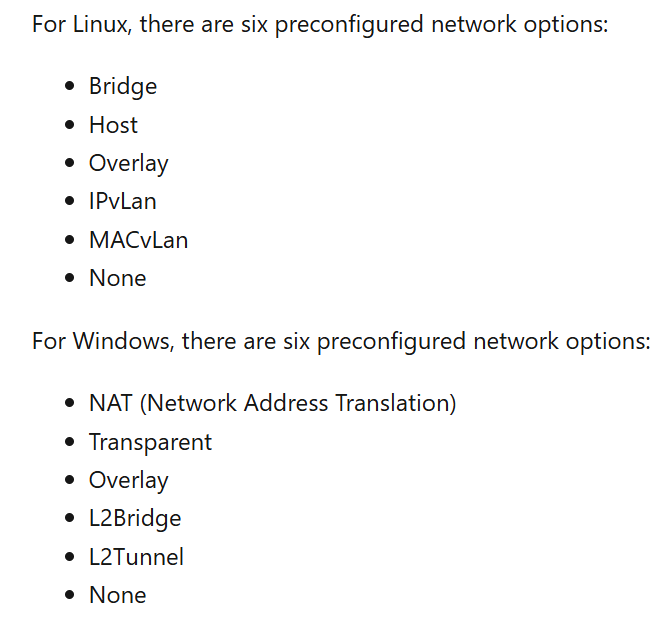 For Linux, there are six preconfigured network options:
• Bridge
• Host
• Overlay
• IPvLan
• MACvLan
• None
For Windows, there are six preconfigured network options:
• NAT (Network Address Translation)
• Transparent
• Overlay
• L2Bridge
• L2Tunnel
• None